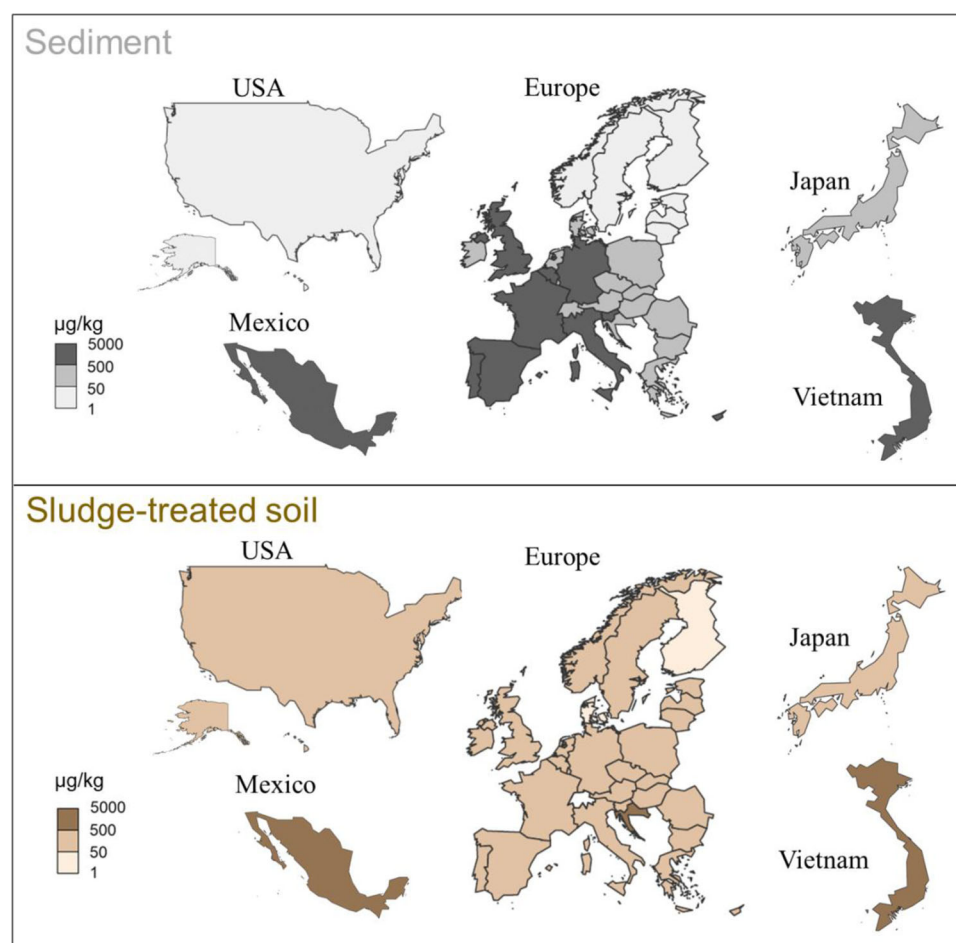 Sediment
USA
Europe
Japan
Mexico
Vietnam
µg/kg
5000
500
50
1
Sludge-treated soil
USA
Europe
Japan
Mexico
Vietnam
µg/kg
5000
500
50
1